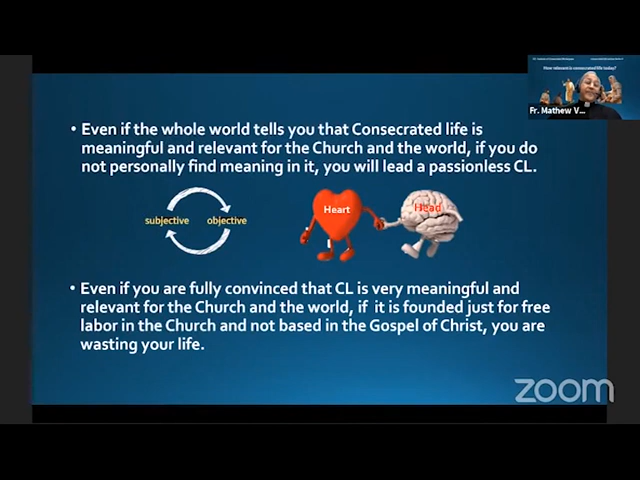 How relevant is consecrated life today?
Fr. Mathew V...
• Even if the whole world tells you that Consecrated life is
meaningful and relevant for the Church and the world, if you do
not personally find meaning in it, you will lead a passionless CL.
subjective objective
Heart Head
• Even if you are fully convinced that CL is very meaningful and
relevant for the Church and the world, if it is founded just for free
labor in the Church and not based in the Gospel of Christ, you are
wasting your life.
zoom